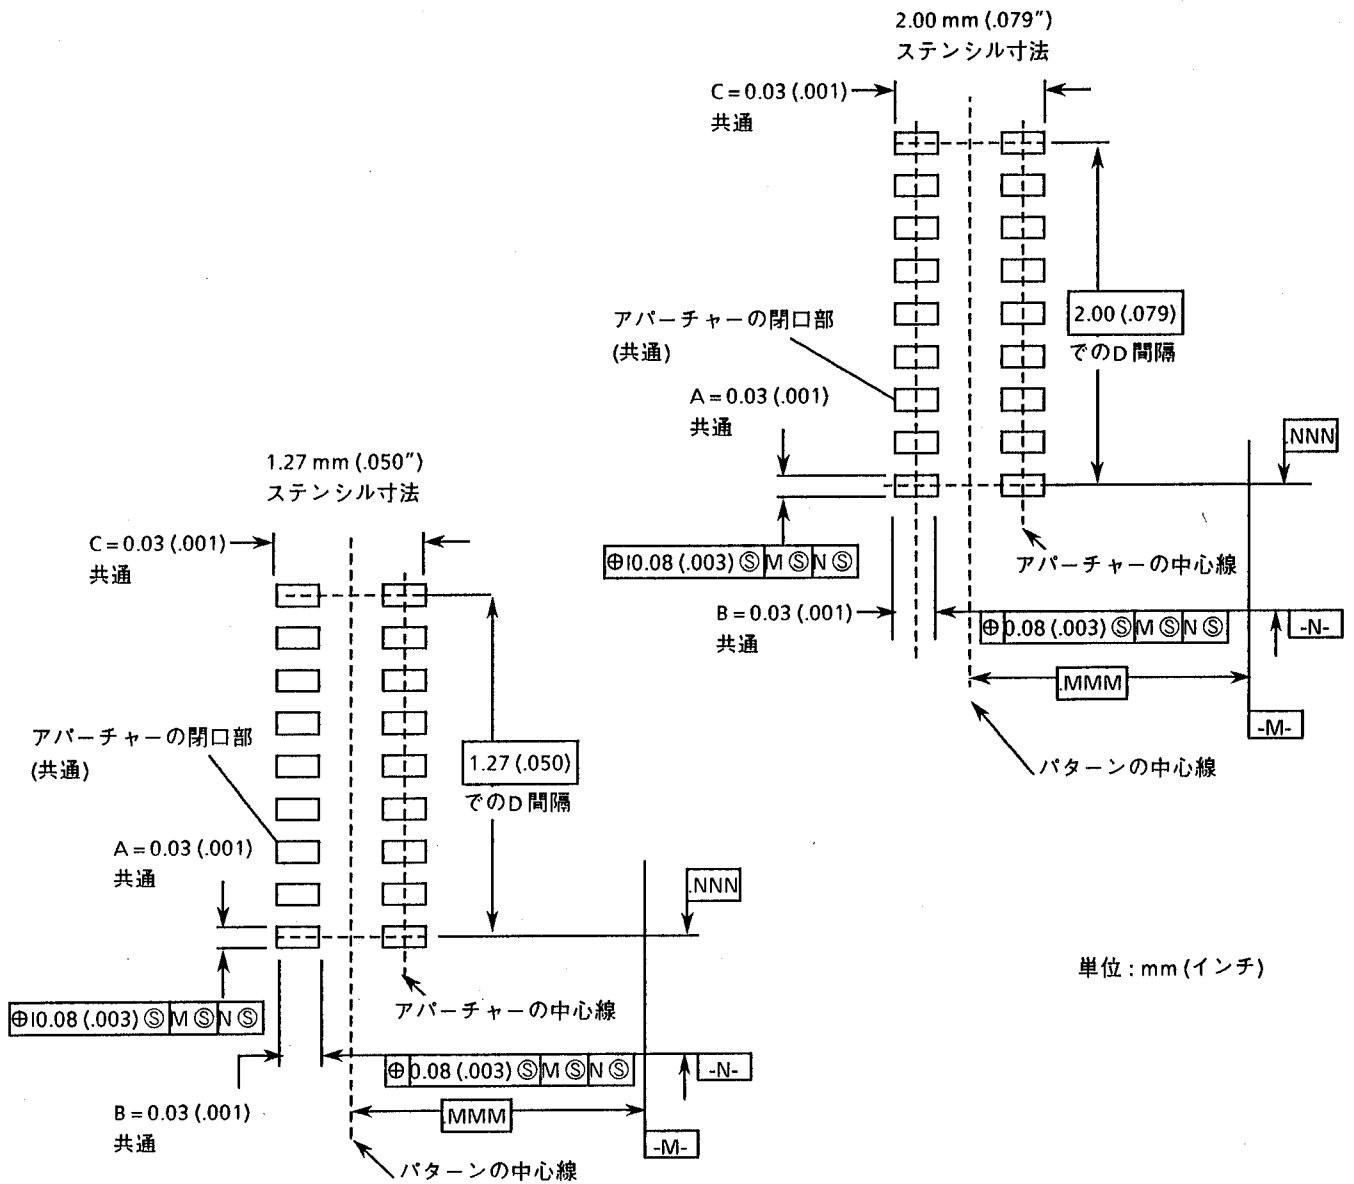 2.00 mm (.079")
ステンシル寸法
C = 0.03 (.001)
共通
アパーチャーの閉口部
(共通)
2.00 (.079)
でのD 間隔
A = 0.03 (.001)
共通
.NNN
⊕ | 0.08 (.003) Ⓢ M Ⓢ N Ⓢ
アパーチャーの中心線
B = 0.03 (.001)
共通
⊕ 0.08 (.003) Ⓢ M Ⓢ N Ⓢ
-N-
.MMM
-M-
パターンの中心線
1.27 mm (.050")
ステンシル寸法
C = 0.03 (.001)
共通
アパーチャーの閉口部
(共通)
1.27 (.050)
でのD 間隔
A = 0.03 (.001)
共通
.NNN
単位 : mm (インチ)
⊕ | 0.08 (.003) Ⓢ M Ⓢ N Ⓢ
アパーチャーの中心線
⊕ 0.08 (.003) Ⓢ M Ⓢ N Ⓢ
-N-
B = 0.03 (.001)
共通
.MMM
-M-
パターンの中心線